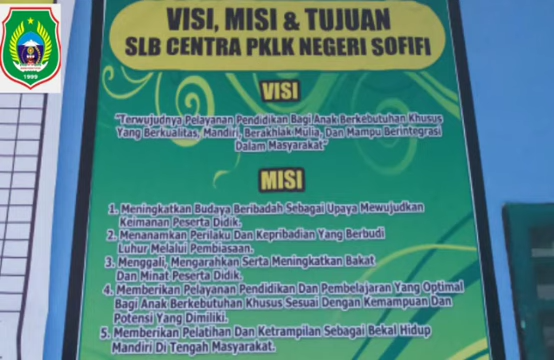 1999
VISI, MISI & TUJUAN
SLB CENTRA PKLK NEGERI SOFIFI
VISI
"Terwujudnya Pelayanan Pendidikan Bagi Anak Berkebutuhan Khusus
Yang Berkualitas, Mandiri, Berakhlak Mulia, Dan Mampu Berintegrasi
Dalam Masyarakat"
MISI
1. Meningkatkan Budaya Beribadah Sebagai Upaya Mewujudkan
Keimanan Peserta Didik.
2. Menanamkan Perilaku Dan Kepribadian Yang Berbudi
Luhur Melalui Pembiasaan.
3. Menggali, Mengarahkan Serta Meningkatkan Bakat
Dan Minat Peserta Didik.
4. Memberikan Pelayanan Pendidikan Dan Pembelajaran Yang Optimal
Bagi Anak Berkebutuhan Khusus Sesuai Dengan Kemampuan Dan
Potensi Yang Dimiliki.
5. Memberikan Pelatihan Dan Ketrampilan Sebagai Bekal Hidup
Mandiri Di Tengah Masyarakat.